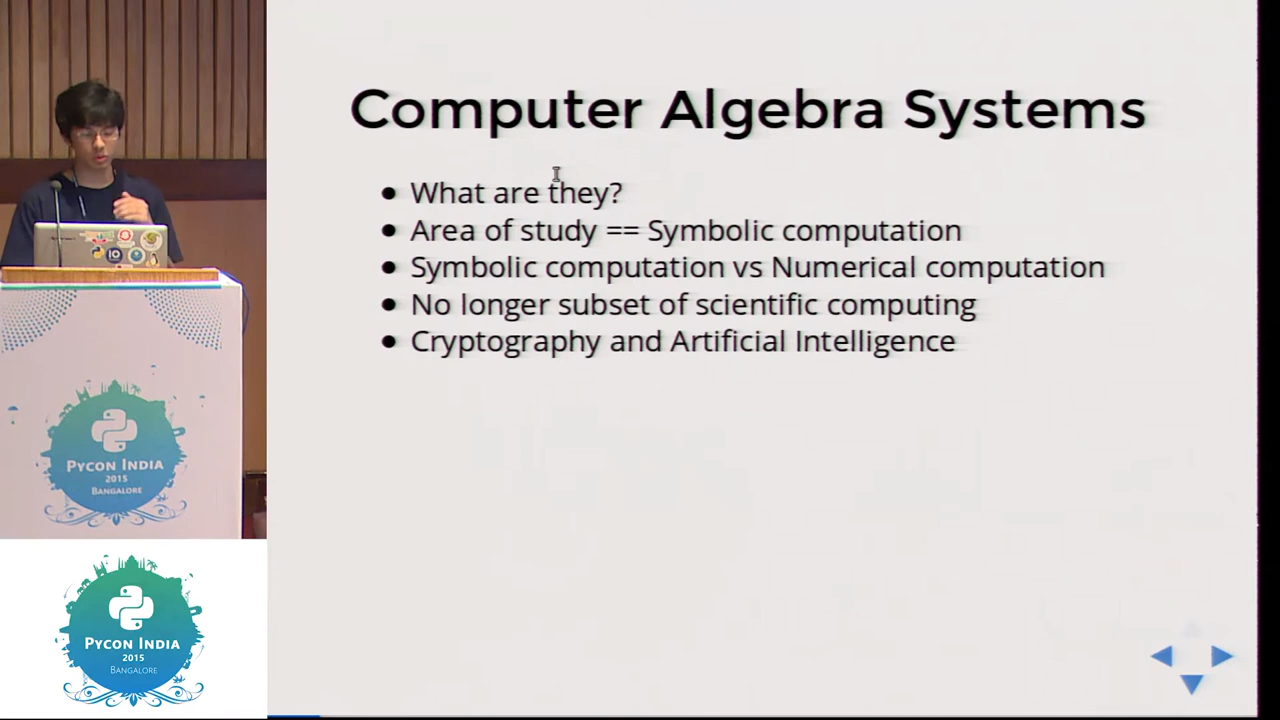 Computer Algebra Systems
What are they?
Area of study == Symbolic computation
Symbolic computation vs Numerical computation
No longer subset of scientific computing
Cryptography and Artificial Intelligence
PYCON INDIA
2015
BANGALORE
PYCON INDIA
2015
BANGALORE